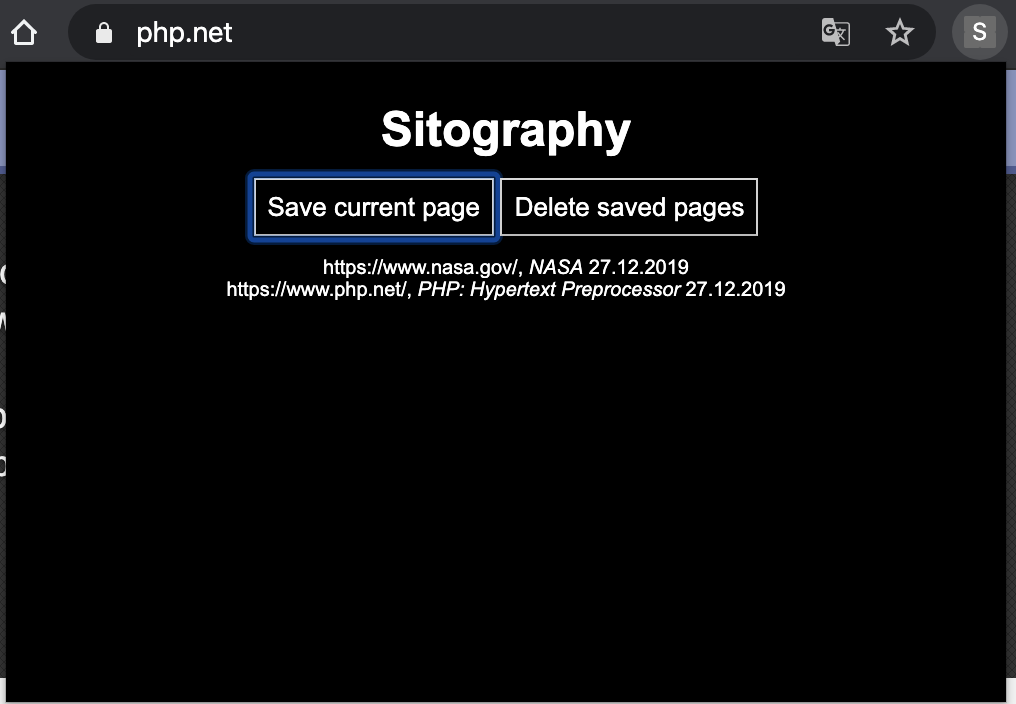 php.net
S
Sitography
Save current page Delete saved pages
https://www.nasa.gov/, NASA 27.12.2019
https://www.php.net/, PHP: Hypertext Preprocessor 27.12.2019